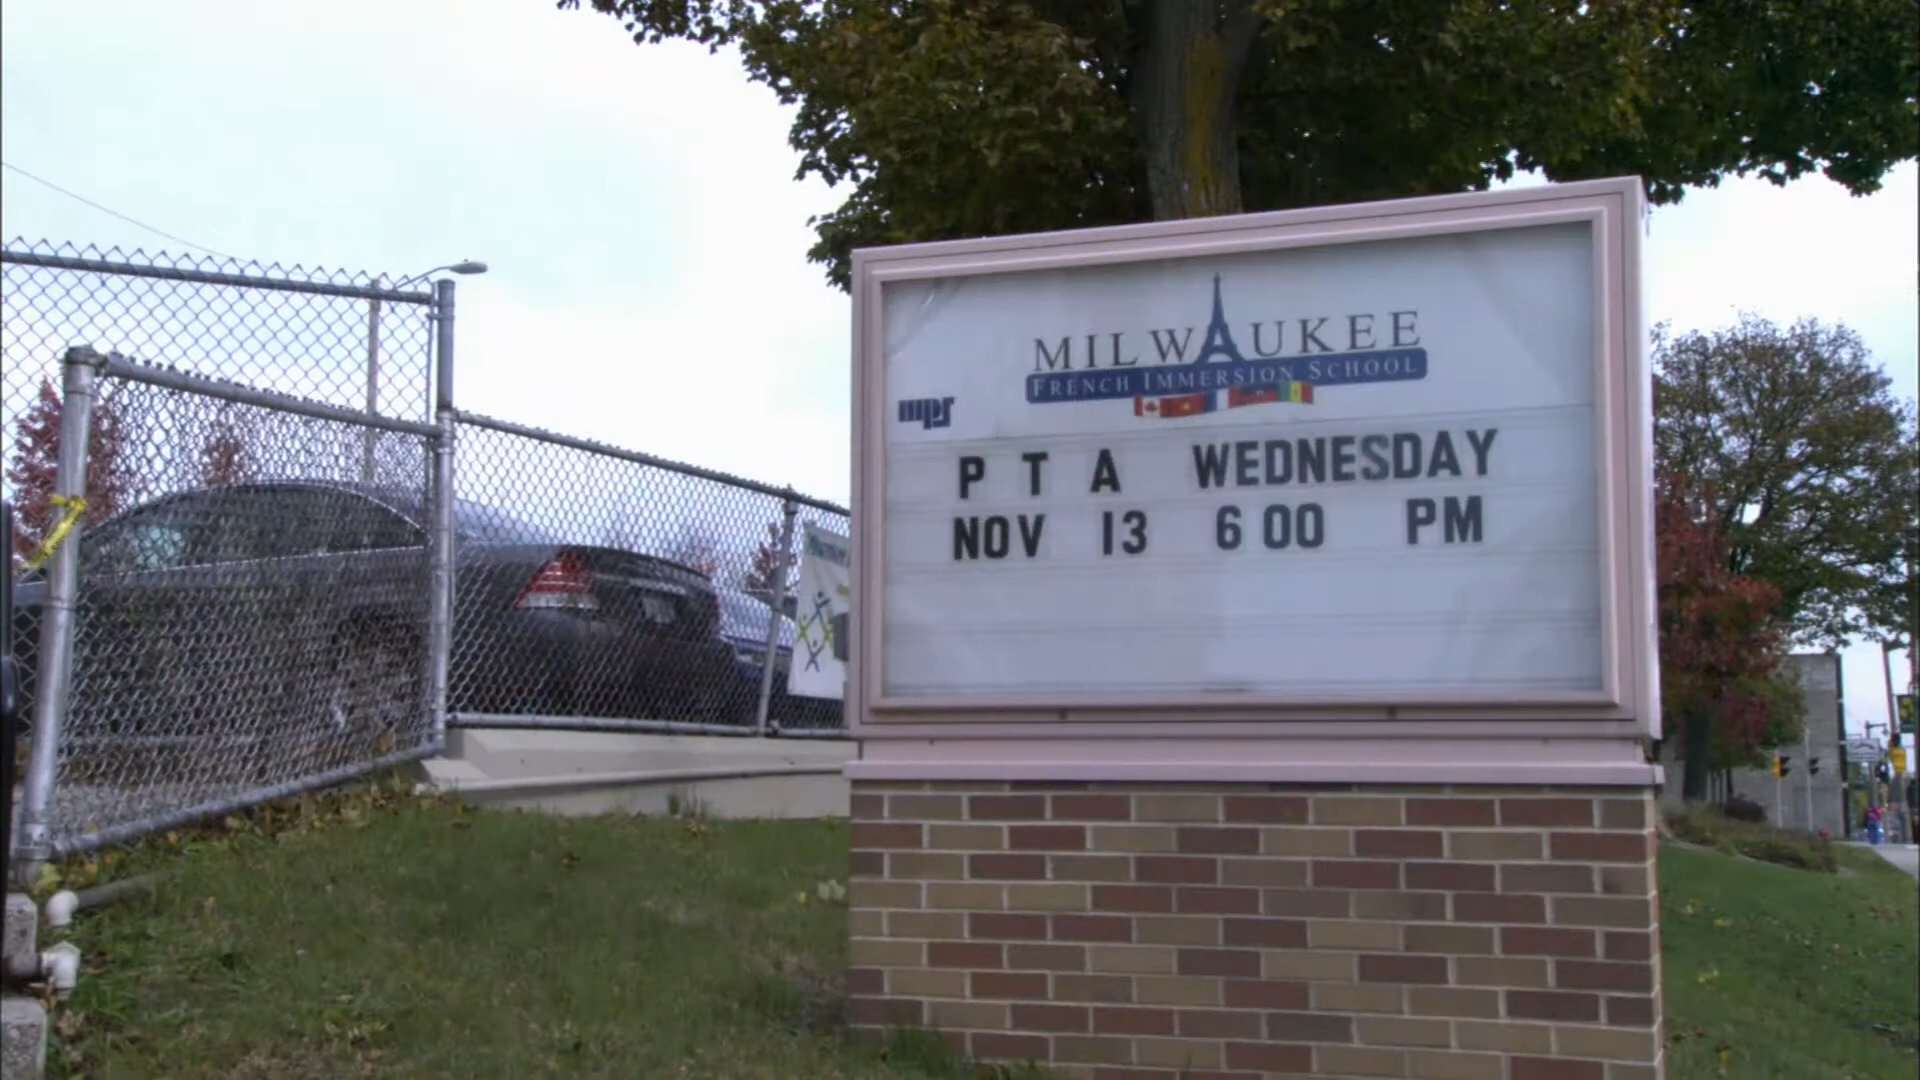 MILWAUKEE
FRENCH IMMERSION SCHOOL
mps
P T A WEDNESDAY
NOV 13 6 00 PM